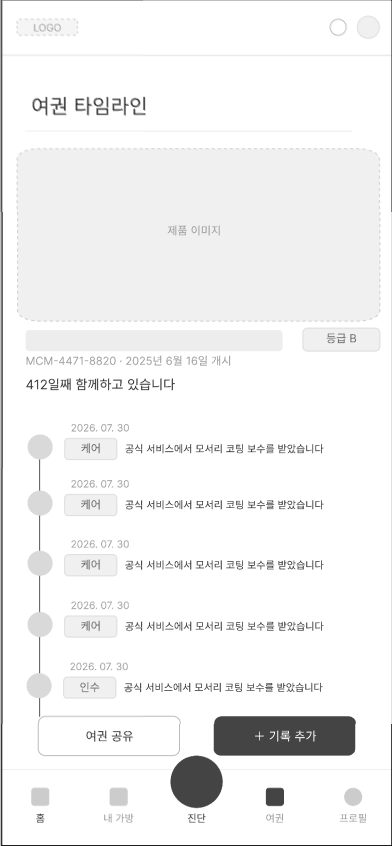 LOGO
여권 타임라인
제품 이미지
등급 B
MCM-4471-8820 · 2025년 6월 16일 개시
412일째 함께하고 있습니다
2026. 07. 30
케어 공식 서비스에서 모서리 코팅 보수를 받았습니다
2026. 07. 30
케어 공식 서비스에서 모서리 코팅 보수를 받았습니다
2026. 07. 30
케어 공식 서비스에서 모서리 코팅 보수를 받았습니다
2026. 07. 30
케어 공식 서비스에서 모서리 코팅 보수를 받았습니다
2026. 07. 30
인수 공식 서비스에서 모서리 코팅 보수를 받았습니다
여권 공유 + 기록 추가
홈 내 가방 진단 여권 프로필